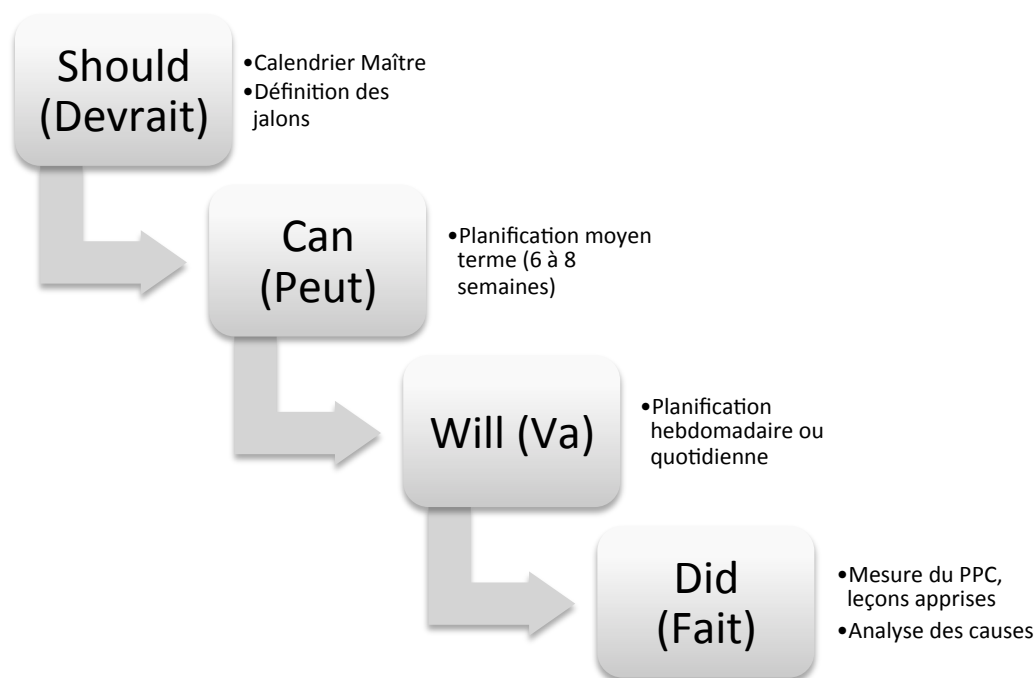 Should
(Devrait)
•Calendrier Maître
•Définition des
jalons
Can
(Peut)
•Planification moyen
terme (6 à 8
semaines)
Will (Va)
•Planification
hebdomadaire ou
quotidienne
Did
(Fait)
•Mesure du PPC,
leçons apprises
•Analyse des causes